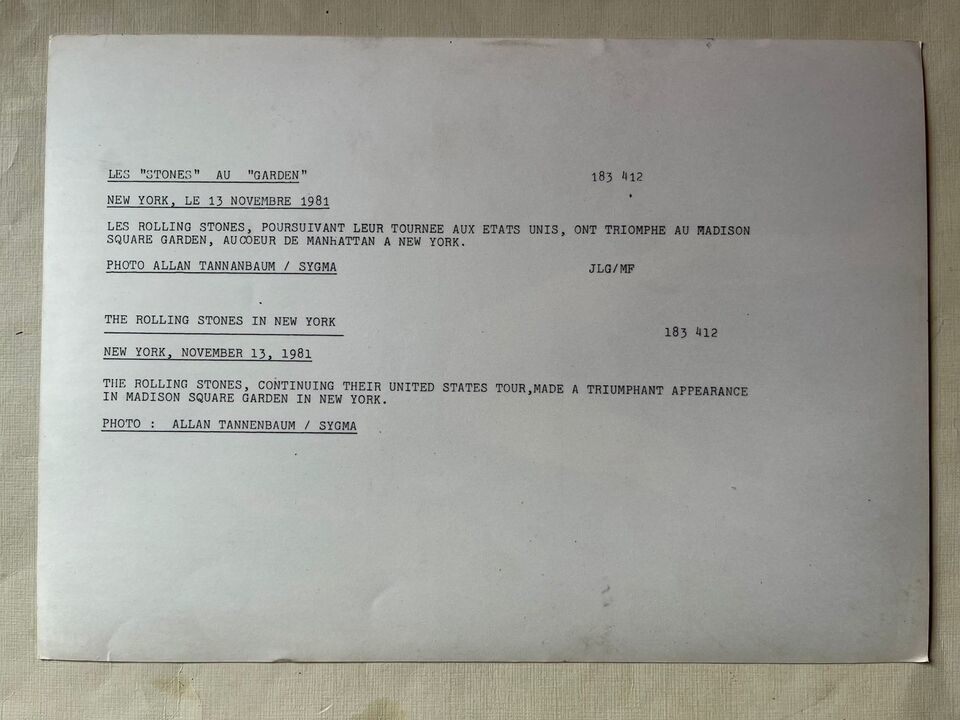 LES "STONES" AU "GARDEN" 183 412
NEW YORK, LE 13 NOVEMBRE 1981
LES ROLLING STONES, POURSUIVANT LEUR TOURNEE AUX ETATS UNIS, ONT TRIOMPHE AU MADISON
SQUARE GARDEN, AU COEUR DE MANHATTAN A NEW YORK.
PHOTO ALLAN TANNANBAUM / SYGMA JLG/MF
THE ROLLING STONES IN NEW YORK
183 412
NEW YORK, NOVEMBER 13, 1981
THE ROLLING STONES, CONTINUING THEIR UNITED STATES TOUR,MADE A TRIUMPHANT APPEARANCE
IN MADISON SQUARE GARDEN IN NEW YORK.
PHOTO : ALLAN TANNENBAUM / SYGMA